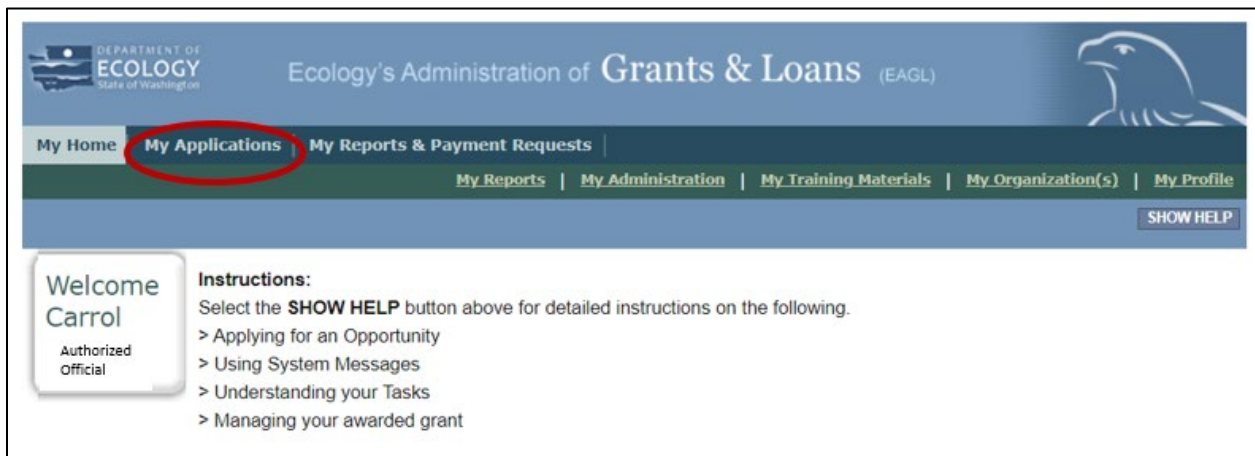 DEPARTMENT OF
ECOLOGY
State of Washington
Ecology's Administration of Grants & Loans (EAGL)
My Home | My Applications | My Reports & Payment Requests |
My Reports | My Administration | My Training Materials | My Organization(s) | My Profile
SHOW HELP
Welcome
Carrol
Authorized
Official
Instructions:
Select the SHOW HELP button above for detailed instructions on the following.
> Applying for an Opportunity
> Using System Messages
> Understanding your Tasks
> Managing your awarded grant